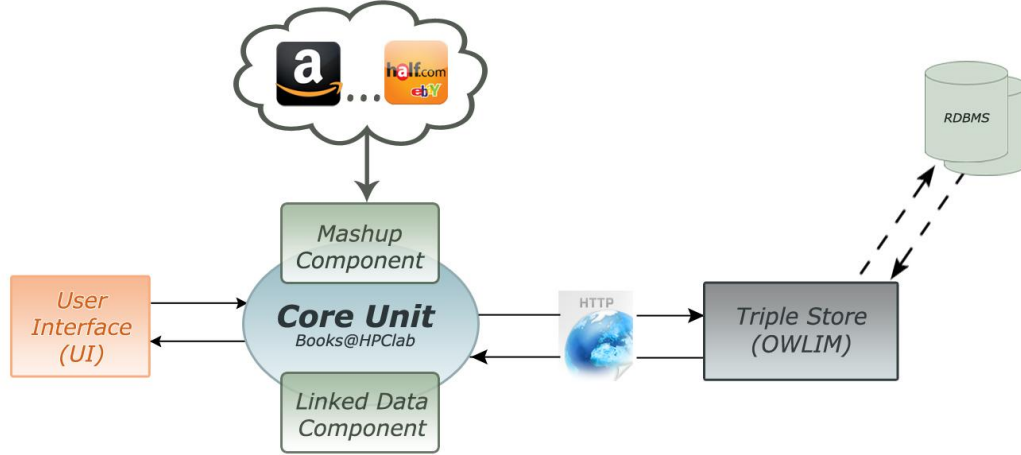 a
...
half.com
ebY
RDBMS
Mashup
Component
User
Interface
(UI)
Core Unit
Books@HPClab
HTTP
Triple Store
(OWLIM)
Linked Data
Component